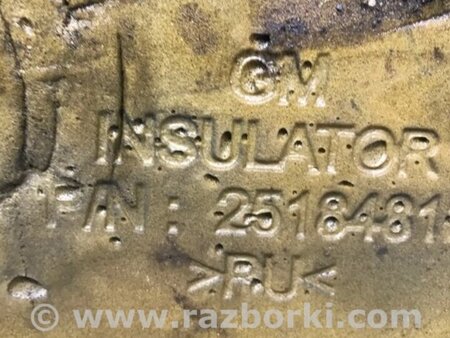 GM
INSULATOR
P/N : 2518481
>PU<
© www.razborki.com